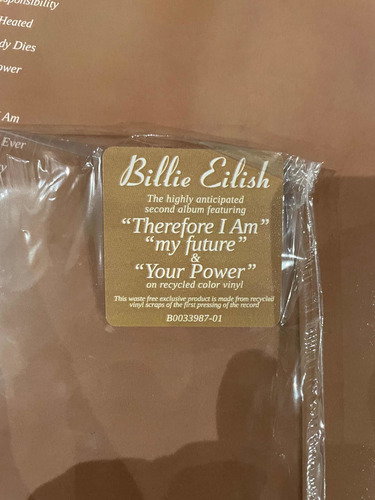 sponsibility
Heated
dy Dies
ower
I Am
Ever
y
Billie Eilish
The highly anticipated
second album featuring
“Therefore I Am”
“my future”
&
“Your Power”
on recycled color vinyl
This waste free exclusive product is made from recycled
vinyl scraps of the first pressing of the record
B0033987-01